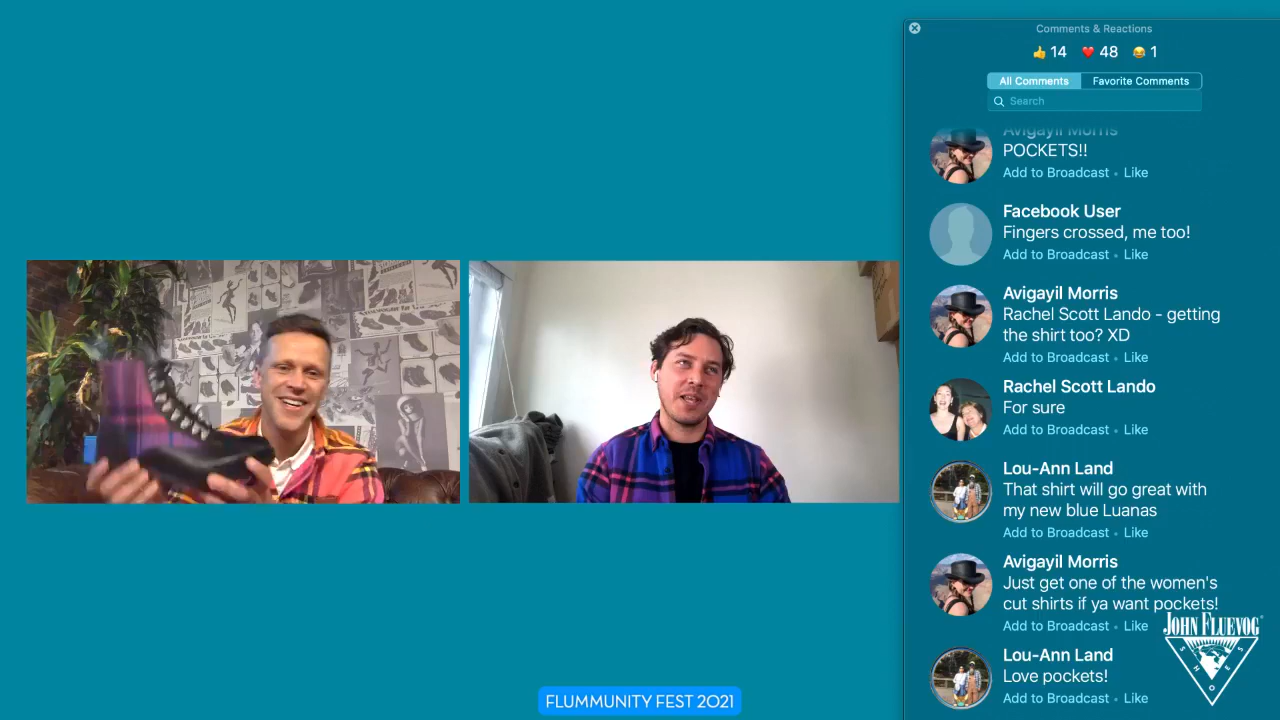 Comments & Reactions
👍 14 ❤️ 48 😂 1
All Comments Favorite Comments
Search
Avigayil Morris
POCKETS!!
Add to Broadcast • Like
Facebook User
Fingers crossed, me too!
Add to Broadcast • Like
Avigayil Morris
Rachel Scott Lando - getting
the shirt too? XD
Add to Broadcast • Like
Rachel Scott Lando
For sure
Add to Broadcast • Like
Lou-Ann Land
That shirt will go great with
my new blue Luanas
Add to Broadcast • Like
Avigayil Morris
Just get one of the women's
cut shirts if ya want pockets!
Add to Broadcast • Like
Lou-Ann Land
Love pockets!
Add to Broadcast • Like
JOHN FLUEVOG
SHOES
FLUMMUNITY FEST 2021